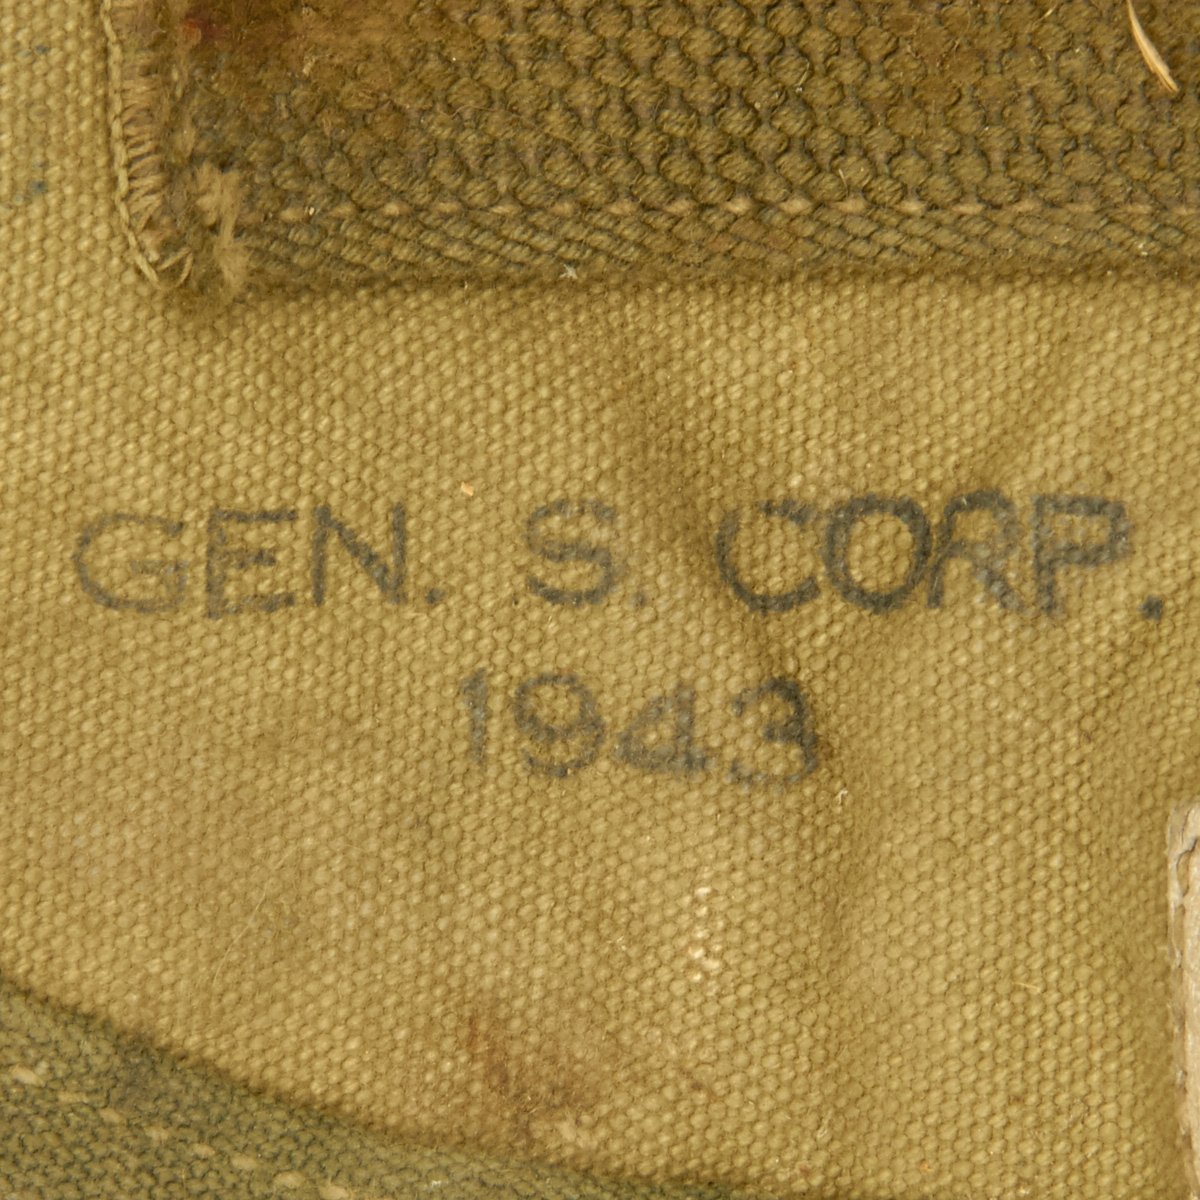 GEN. S. CORP.
1943